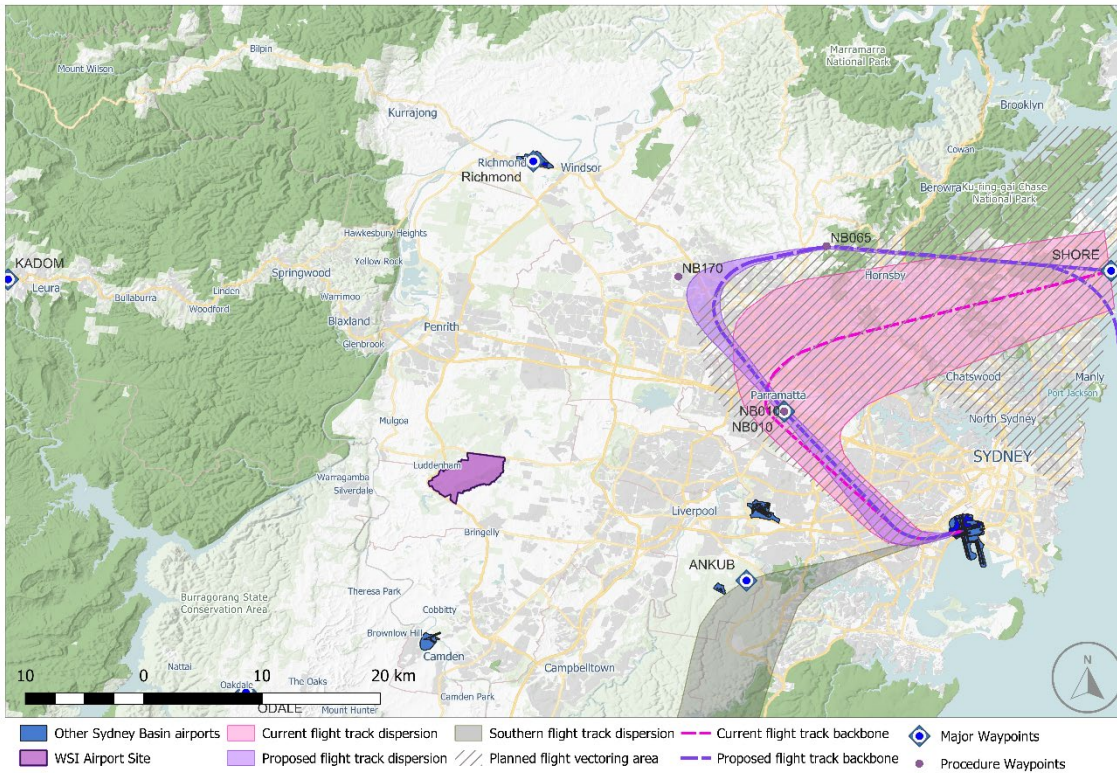 Bilpin
Mount Wilson
Marramarra
National Park
Brooklyn
Kurrajong
Richmond
Windsor
Richmond
Cowan
Berowra
Ku-ring-gai Chase
National Park
Hawkesbury Heights
NB065
SHORE
KADOM
Springwood
Yellow Rock
NB170
Hornsby
Leura
Linden
Warrimoo
Bullaburra
Woodford
Blaxland
Penrith
Glenbrook
Chatswood
Manly
Parramatta
Port Jackson
NB010
NB010
North Sydney
Mulgoa
SYDNEY
Luddenham
Warragamba
Silverdale
Liverpool
Bringelly
ANKUB
Burragorang State
Conservation Area
Theresa Park
Cobbitty
Brownlow Hill
Camden
Nattai
Oakdale
The Oaks
Campbelltown
N
10 0 10 20 km
Camden Park
ODALE
Mount Hunter
Other Sydney Basin airports
Current flight track dispersion
Southern flight track dispersion
Current flight track backbone
Major Waypoints
WSI Airport Site
Proposed flight track dispersion
Planned flight vectoring area
Proposed flight track backbone
Procedure Waypoints